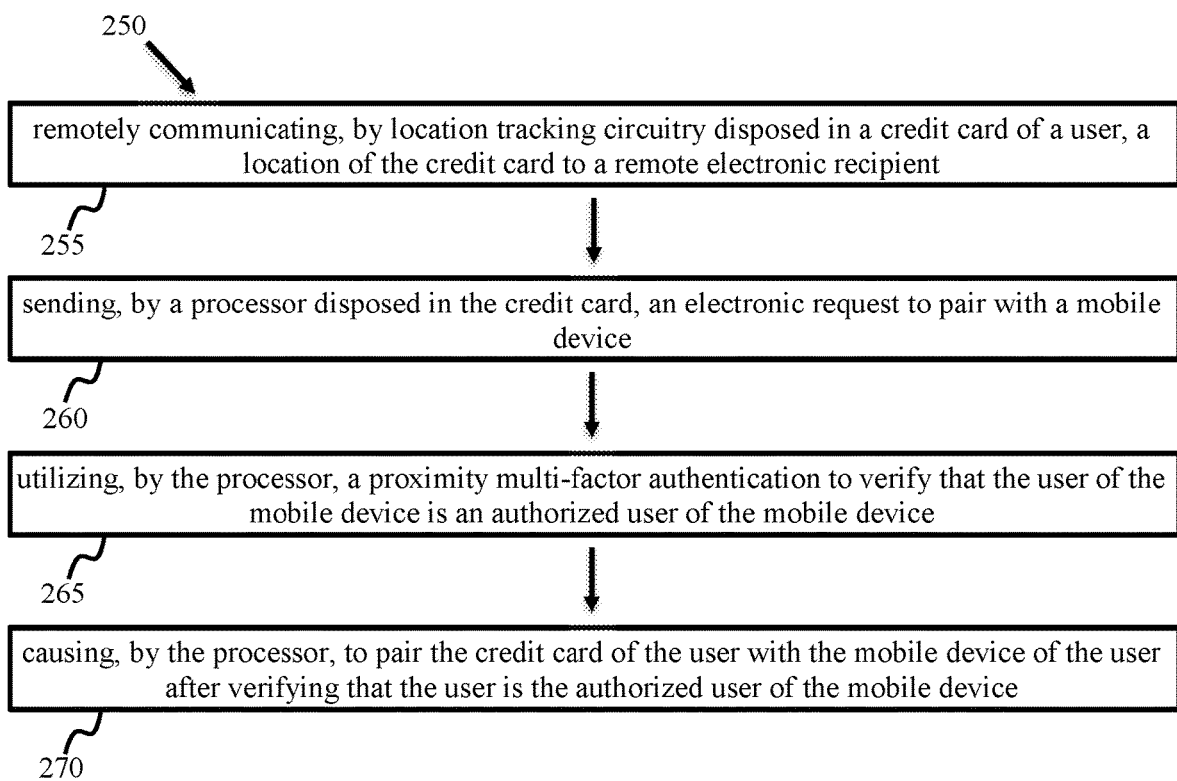 250
remotely communicating, by location tracking circuitry disposed in a credit card of a user, a
location of the credit card to a remote electronic recipient
255
sending, by a processor disposed in the credit card, an electronic request to pair with a mobile
device
260
utilizing, by the processor, a proximity multi-factor authentication to verify that the user of the
mobile device is an authorized user of the mobile device
265
causing, by the processor, to pair the credit card of the user with the mobile device of the user
after verifying that the user is the authorized user of the mobile device
270